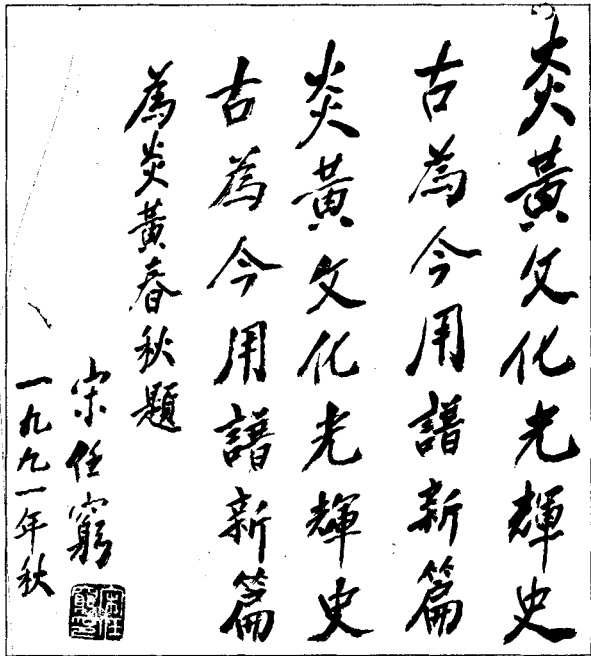 炎黃文化光輝史
古為今用譜新篇
炎黃文化光輝史
古為今用譜新篇
為炎黃春秋題
宋任窮
一九九一年秋